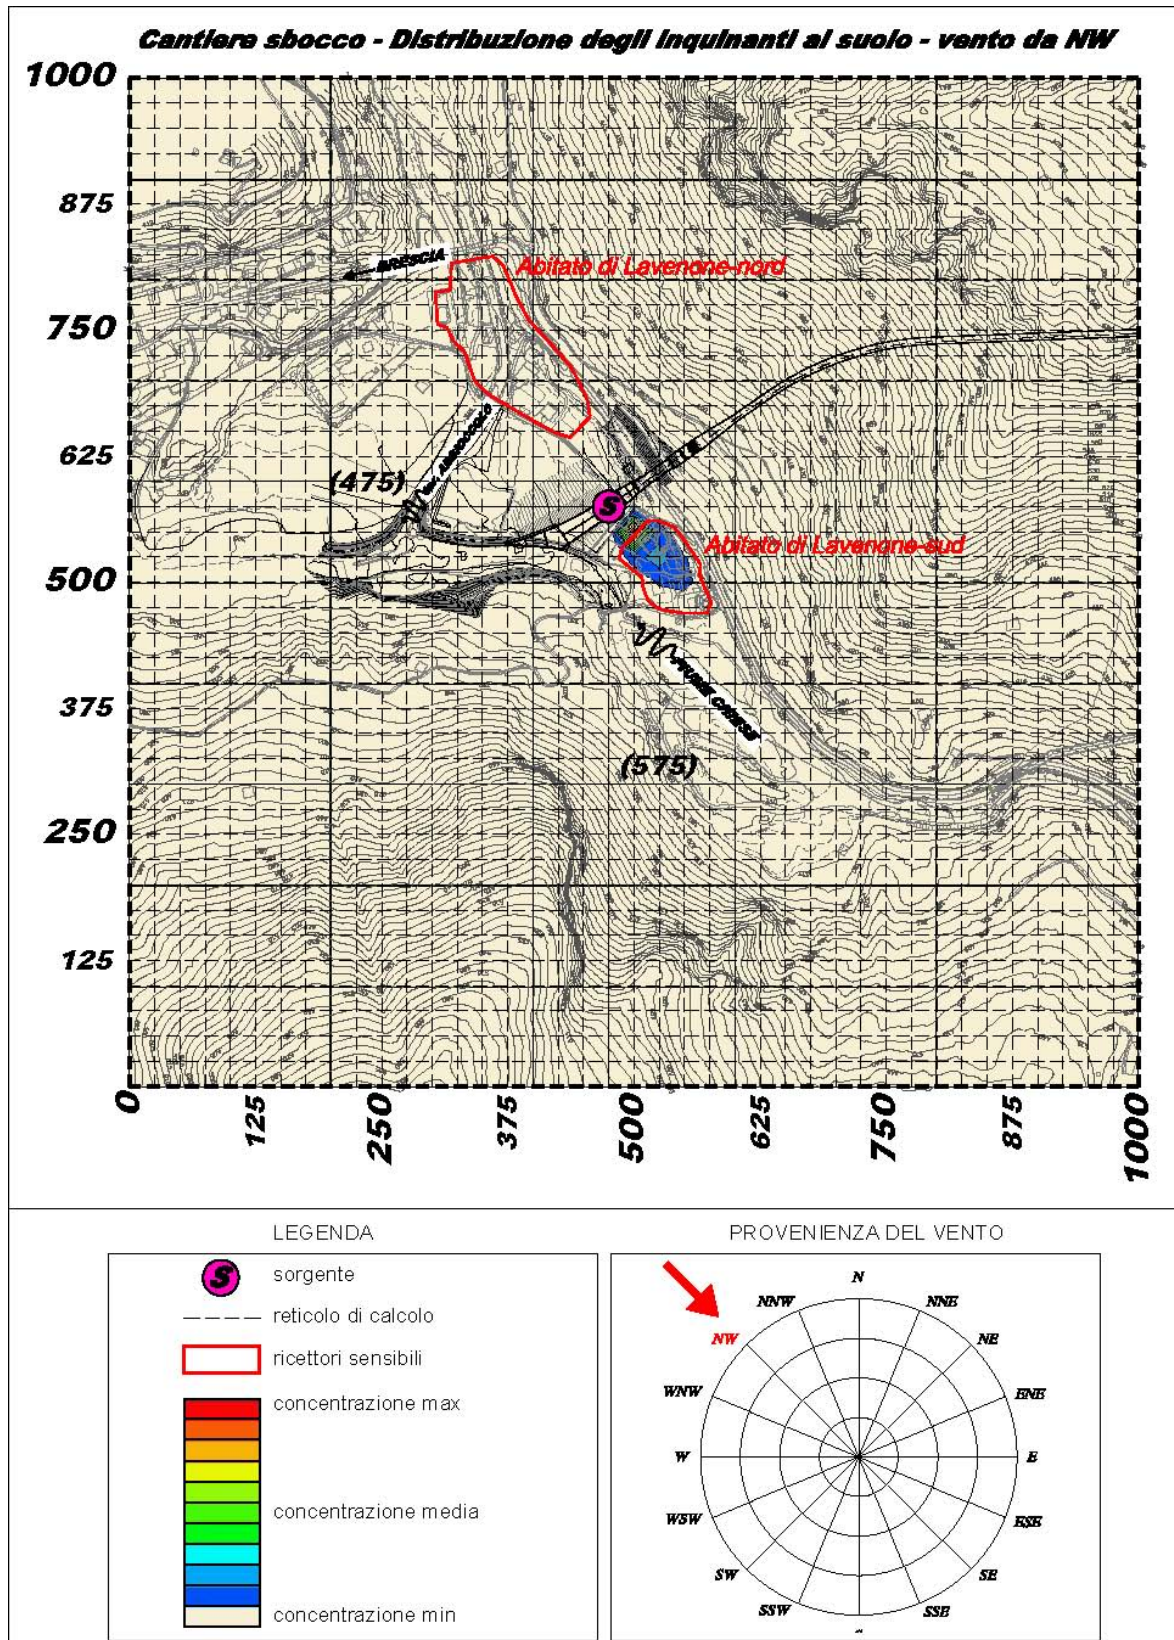 Cantiere sbocco - Distribuzione degli inquinanti al suolo - vento da NW
1000
875
BRESCIA
Abitato di Lavenone-nord
750
625
(475)
S
Abitato di Lavenone-sud
500
375
FIUME CHIESE
(575)
250
125
0
125
250
375
500
625
750
875
1000
LEGENDA
S
sorgente
reticolo di calcolo
ricettori sensibili
concentrazione max
concentrazione media
concentrazione min
PROVENIENZA DEL VENTO
N
NNW
NNE
NW
NE
WNW
ENE
W
E
WSW
ESE
SW
SE
SSW
SSE